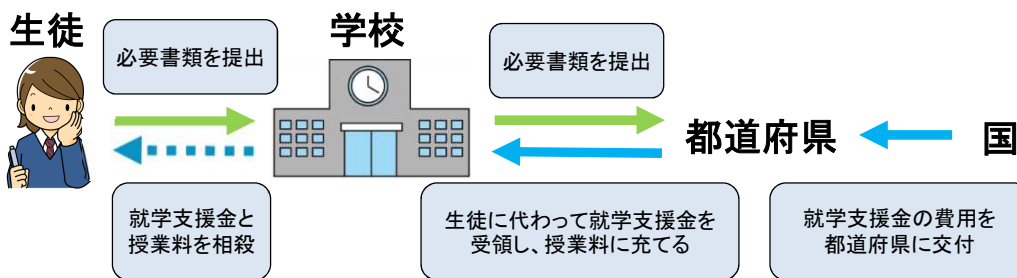 生徒
学校
必要書類を提出
必要書類を提出
都道府県
国
就学支援金と
授業料を相殺
生徒に代わって就学支援金を
受領し、授業料に充てる
就学支援金の費用を
都道府県に交付